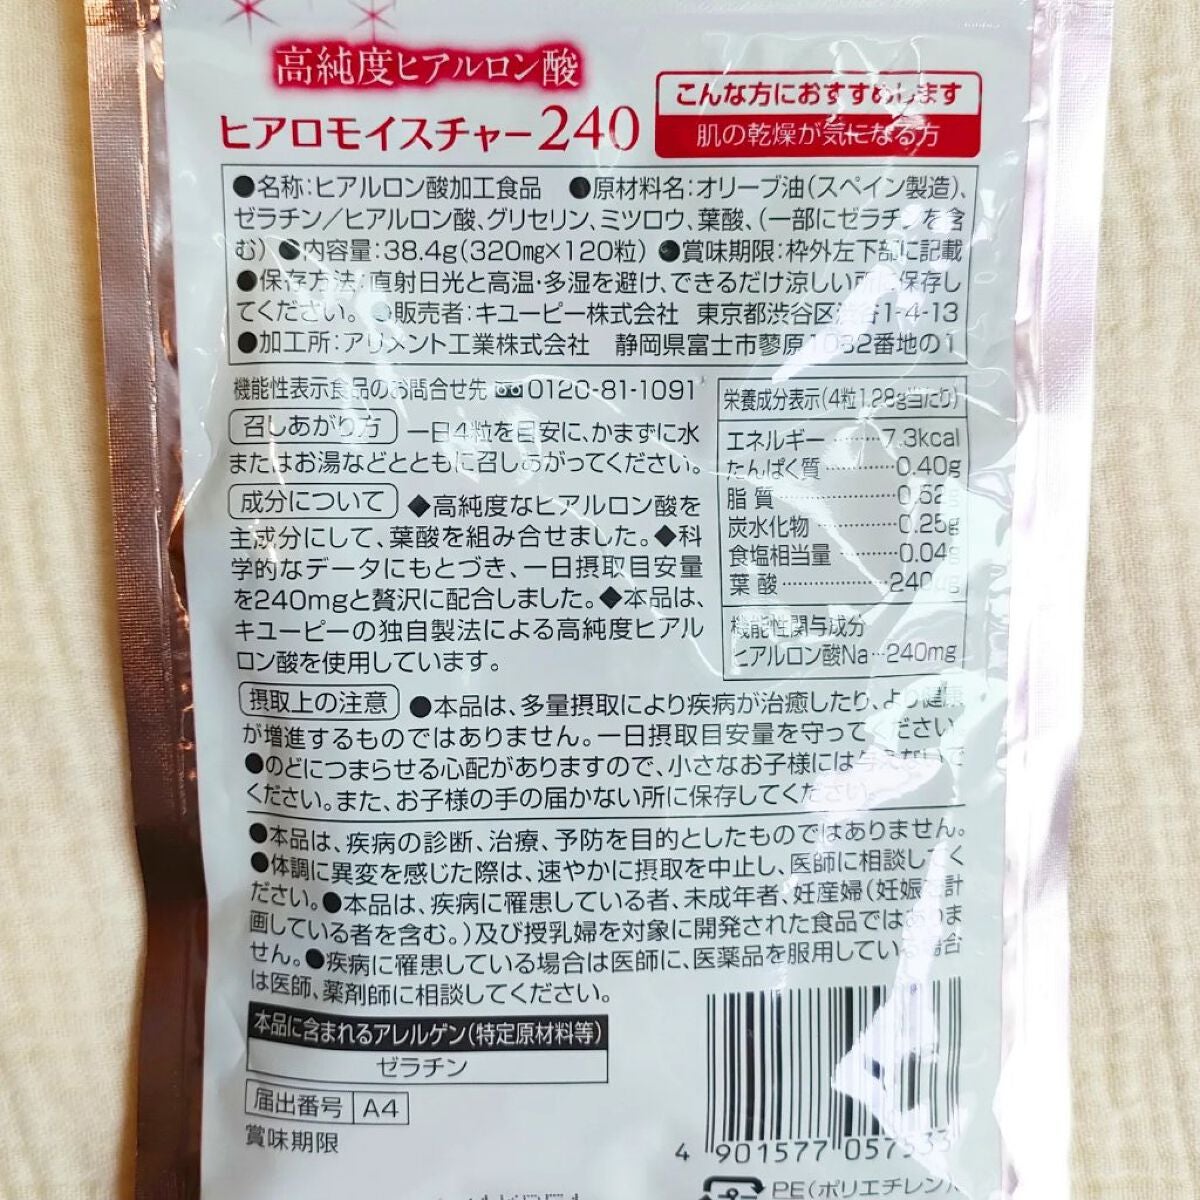 高純度ヒアルロン酸
ヒアロモイスチャー240
こんな方におすすめします
肌の乾燥が気になる方
●名称:ヒアルロン酸加工食品 ●原材料名:オリーブ油(スペイン製造)、
ゼラチン/ヒアルロン酸、グリセリン、ミツロウ、葉酸、(一部にゼラチンを含
む) ●内容量:38.4g(320mg×120粒) ●賞味期限:枠外左下部に記載
●保存方法:直射日光と高温・多湿を避け、できるだけ涼しい所に保存し
てください。 ●販売者:キユーピー株式会社 東京都渋谷区渋谷1-4-13
●加工所:アリメント工業株式会社 静岡県富士市蓼原1082番地の1
機能性表示食品のお問合せ先 0120-81-1091
召しあがり方 一日4粒を目安に、かまずに水
またはお湯などとともに召しあがってください。
成分について ◆高純度なヒアルロン酸を
主成分にして、葉酸を組み合せました。◆科
学的なデータにもとづき、一日摂取目安量
を240mgと贅沢に配合しました。◆本品は、
キユーピーの独自製法による高純度ヒアル
ロン酸を使用しています。
栄養成分表示(4粒1.28g当たり)
エネルギー………7.3kcal
たんぱく質…………0.40g
脂質…………………0.52g
炭水化物……………0.25g
食塩相当量…………0.04g
葉酸…………………240μg
機能性関与成分
ヒアルロン酸Na…240mg
摂取上の注意 ●本品は、多量摂取により疾病が治癒したり、より健康
が増進するものではありません。一日摂取目安量を守ってください。
●のどにつまらせる心配がありますので、小さなお子様には与えないで
ください。また、お子様の手の届かない所に保存してください。
●本品は、疾病の診断、治療、予防を目的としたものではありません。
●体調に異変を感じた際は、速やかに摂取を中止し、医師に相談してく
ださい。●本品は、疾病に罹患している者、未成年者、妊産婦(妊娠を計
画している者を含む。)及び授乳婦を対象に開発された食品ではありま
せん。●疾病に罹患している場合は医師に、医薬品を服用している場合
は医師、薬剤師に相談してください。
本品に含まれるアレルゲン(特定原材料等)
ゼラチン
届出番号 A4
賞味期限
4 901577 057533
PE(ポリエチレン)